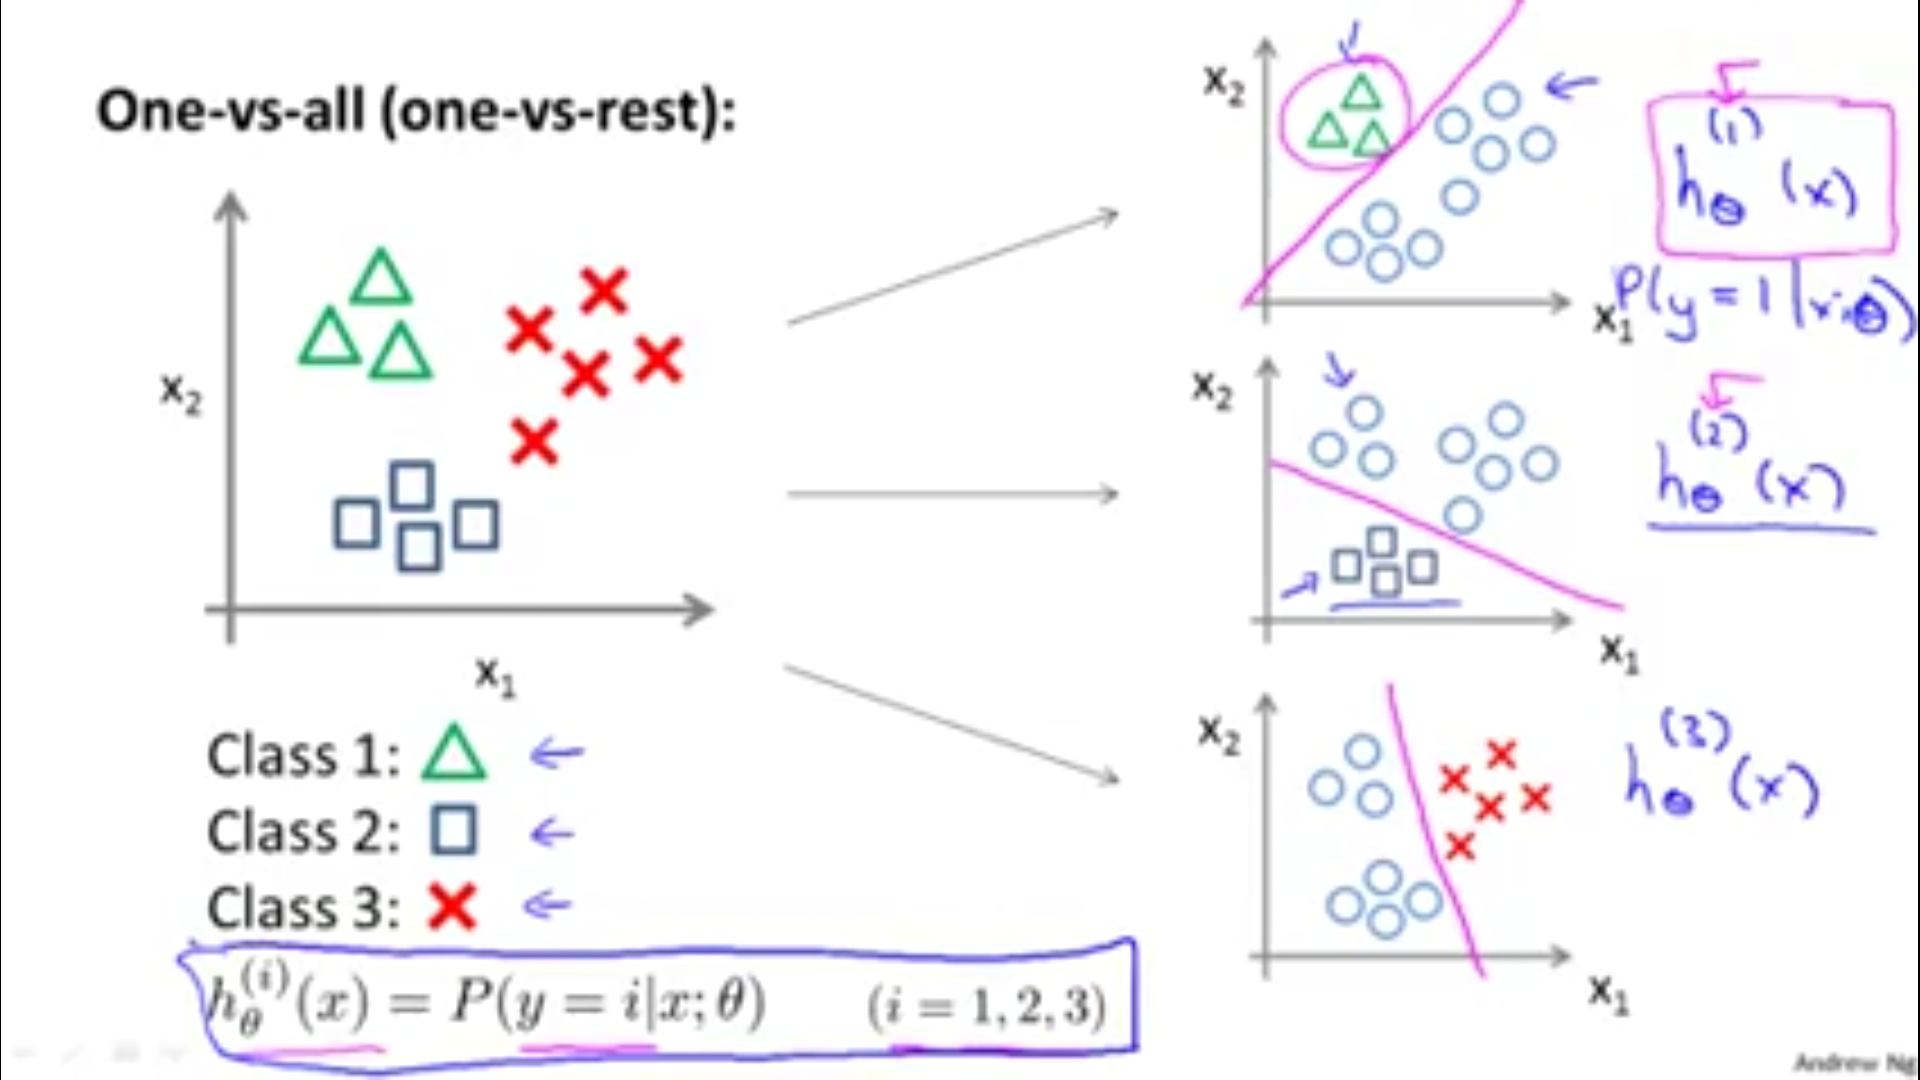 One-vs-all (one-vs-rest):
x₂
x₁
Class 1:
Class 2:
Class 3:
h_θ^(i)(x) = P(y = i|x; θ) (i = 1, 2, 3)
x₂
x₁
h_θ^(1)(x)
P(y = 1|x; θ)
x₂
x₁
h_θ^(2)(x)
x₂
x₁
h_θ^(3)(x)
Andrew Ng